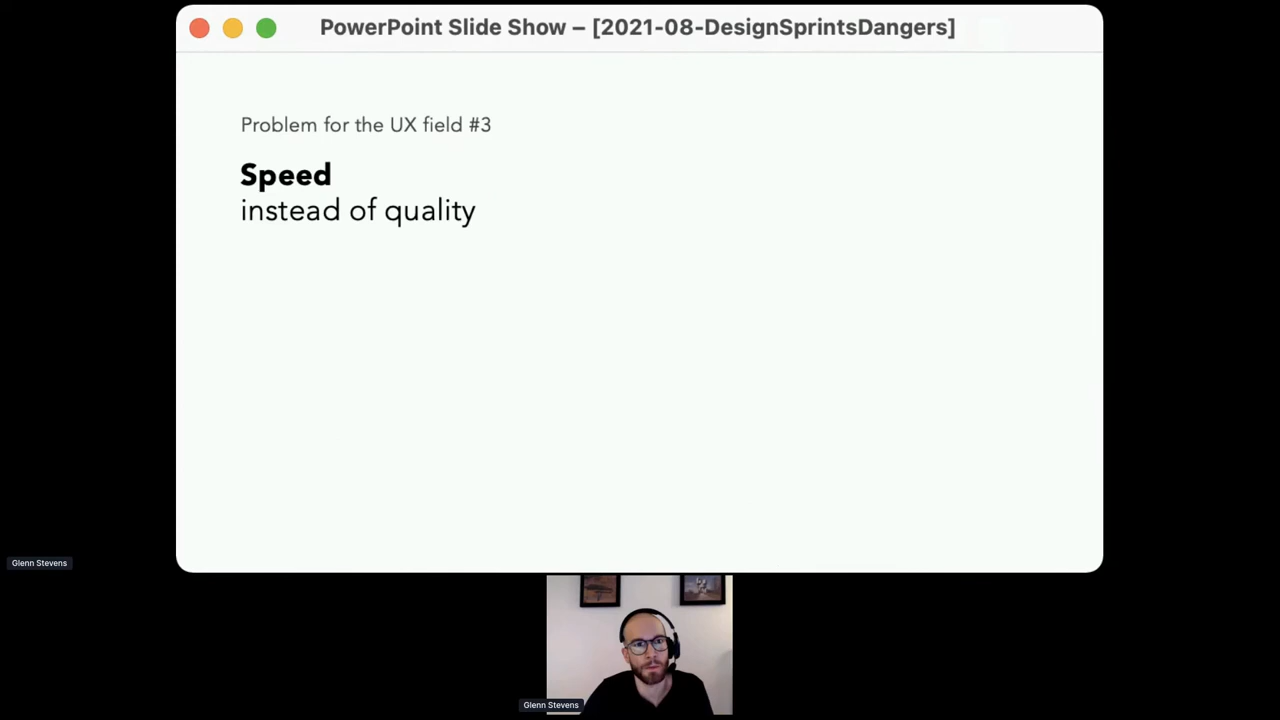 PowerPoint Slide Show – [2021-08-DesignSprintsDangers]
Problem for the UX field #3
Speed
instead of quality
Glenn Stevens
Glenn Stevens